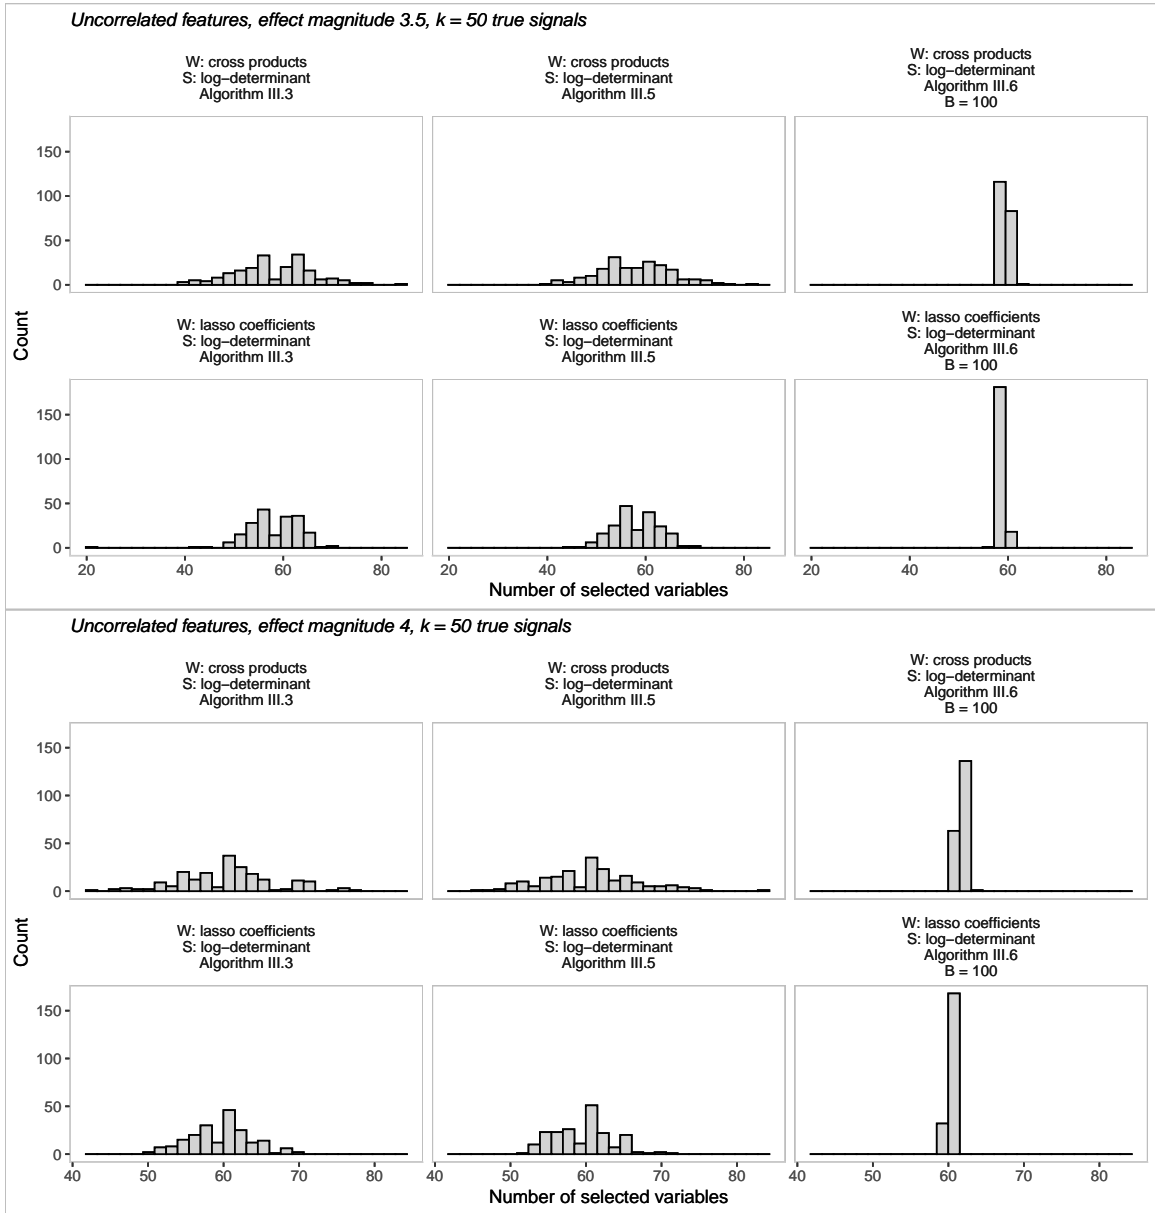 Uncorrelated features, effect magnitude 3.5, k = 50 true signals
W: cross products
S: log−determinant
Algorithm III.3
W: cross products
S: log−determinant
Algorithm III.5
W: cross products
S: log−determinant
Algorithm III.6
B = 100
150
100
50
0
Count
W: lasso coefficients
S: log−determinant
Algorithm III.3
W: lasso coefficients
S: log−determinant
Algorithm III.5
W: lasso coefficients
S: log−determinant
Algorithm III.6
B = 100
150
100
50
0
20 40 60 80 20 40 60 80 20 40 60 80
Number of selected variables
Uncorrelated features, effect magnitude 4, k = 50 true signals
W: cross products
S: log−determinant
Algorithm III.3
W: cross products
S: log−determinant
Algorithm III.5
W: cross products
S: log−determinant
Algorithm III.6
B = 100
150
100
50
0
Count
W: lasso coefficients
S: log−determinant
Algorithm III.3
W: lasso coefficients
S: log−determinant
Algorithm III.5
W: lasso coefficients
S: log−determinant
Algorithm III.6
B = 100
150
100
50
0
40 50 60 70 80 40 50 60 70 80 40 50 60 70 80
Number of selected variables